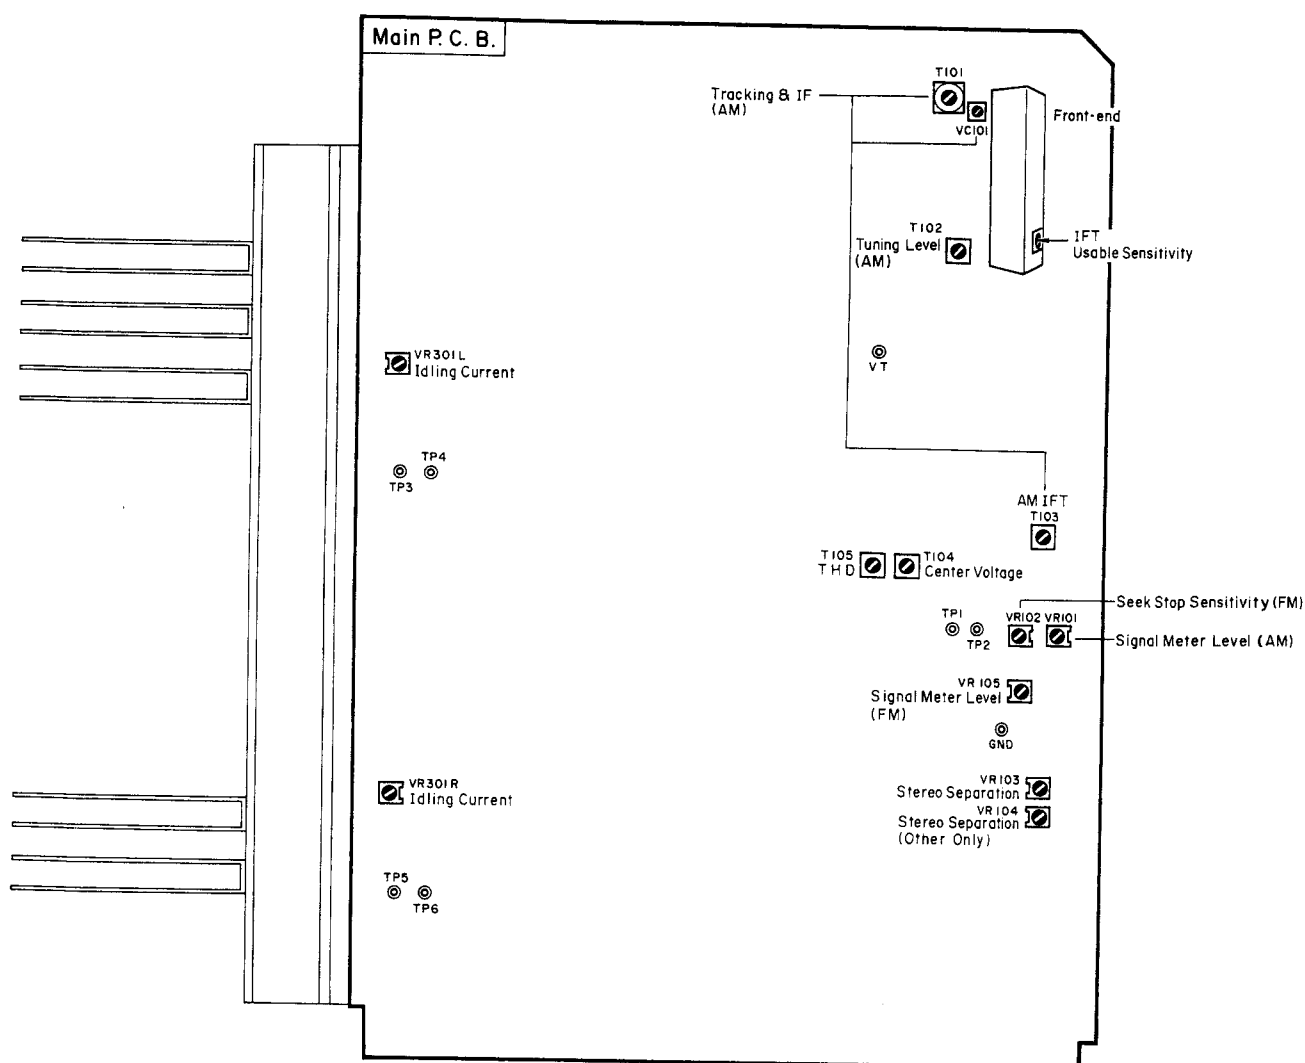 Main P. C. B.
T101
Tracking & IF
(AM)
VC101
Front-end
T102
Tuning Level
(AM)
IFT
Usable Sensitivity
VT
VR301L
Idling Current
TP4
TP3
AM IFT
T103
T105
THD
T104
Center Voltage
Seek Stop Sensitivity (FM)
TP1
TP2
VR102
VR101
Signal Meter Level (AM)
VR105
Signal Meter Level
(FM)
GND
VR301R
Idling Current
VR103
Stereo Separation
VR104
Stereo Separation
(Other Only)
TP5
TP6